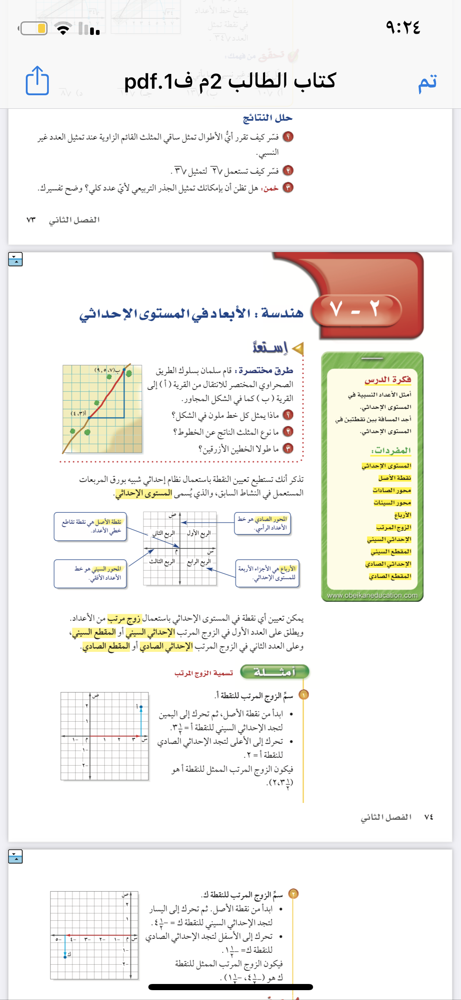 ٩:٢٤
تم
كتاب الطالب 2م ف1.pdf
يقطع خط الأعداد
في نقطة تمثل
العدد √٣٤ .
تحقّق من فهمك:
حلل النتائج
١ فسّر كيف تقرر أيُّ الأطوال تمثل ساقي المثلث القائم الزاوية عند تمثيل العدد غير
النسبي.
٢ فسّر كيف تستعمل √٢ لتمثيل √٣ .
٣ خمن: هل تظن أن بإمكانك تمثيل الجذر التربيعي لأيّ عدد كلي؟ وضح تفسيرك.
الفصل الثاني ٧٣
٢ - ٧
هندسة : الأبعاد في المستوى الإحداثي
إستعدَّ
طرق مختصرة: قام سلمان بسلوك الطريق
الصحراوي المختصر للانتقال من القرية (أ) إلى
القرية (ب) كما في الشكل المجاور.
١ ماذا يمثل كل خط ملون في الشكل؟
٢ ما نوع المثلث الناتج عن الخطوط؟
٣ ما طولا الخطين الأزرقين؟
ب(٧، ٩,٥)
أ(٣، ٤)
فكرة الدرس
أمثل الأعداد النسبية في
المستوى الإحداثي.
أجد المسافة بين نقطتين في
المستوى الإحداثي.
المفردات:
المستوى الإحداثي
نقطة الأصل
محور الصادات
محور السينات
الأرباع
الزوج المرتب
الإحداثي السيني
المقطع السيني
الإحداثي الصادي
المقطع الصادي
www.obeikaneducation.com
تذكر أنك تستطيع تعيين النقطة باستعمال نظام إحداثي شبيه بورق المربعات
المستعمل في النشاط السابق، والذي يُسمى المستوى الإحداثي.
المحور الصادي هو خط
الأعداد الرأسي.
نقطة الأصل هي نقطة تقاطع
خطي الأعداد.
ص
الربع الأول الربع الثاني
س م
الربع الرابع الربع الثالث
الأرباع هي الأجزاء الأربعة
للمستوى الإحداثي.
المحور السيني هو خط
الأعداد الأفقي.
يمكن تعيين أي نقطة في المستوى الإحداثي باستعمال زوج مرتب من الأعداد.
ويطلق على العدد الأول في الزوج المرتب الإحداثي السيني أو المقطع السيني،
وعلى العدد الثاني في الزوج المرتب الإحداثي الصادي أو المقطع الصادي.
أمثـلة تسمية الزوج المرتب
١ سمِّ الزوج المرتب للنقطة أ.
• ابدأ من نقطة الأصل، ثم تحرك إلى اليمين
لتجد الإحداثي السيني للنقطة أ = ٣ ١/٢.
• تحرك إلى الأعلى لتجد الإحداثي الصادي
للنقطة أ = ٢.
فيكون الزوج المرتب الممثل للنقطة أ هو
(٣ ١/٢، ٢).
ص
أ
٢
١
-١ م ١ ٢ ٣ س
-١
-٢
٧٤ الفصل الثاني
٢ سمِّ الزوج المرتب للنقطة ك.
• ابدأ من نقطة الأصل. ثم تحرك إلى اليسار
لتجد الإحداثي السيني للنقطة ك = -٤ ١/٢.
• تحرك إلى الأسفل لتجد الإحداثي الصادي
للنقطة ك= -١ ١/٢.
فيكون الزوج المرتب الممثل للنقطة
ك هو (-٤ ١/٢، -١ ١/٢).
ص
٢
١
-٥ -٤ -٣ -٢ -١ م س
-١
ك
-٢